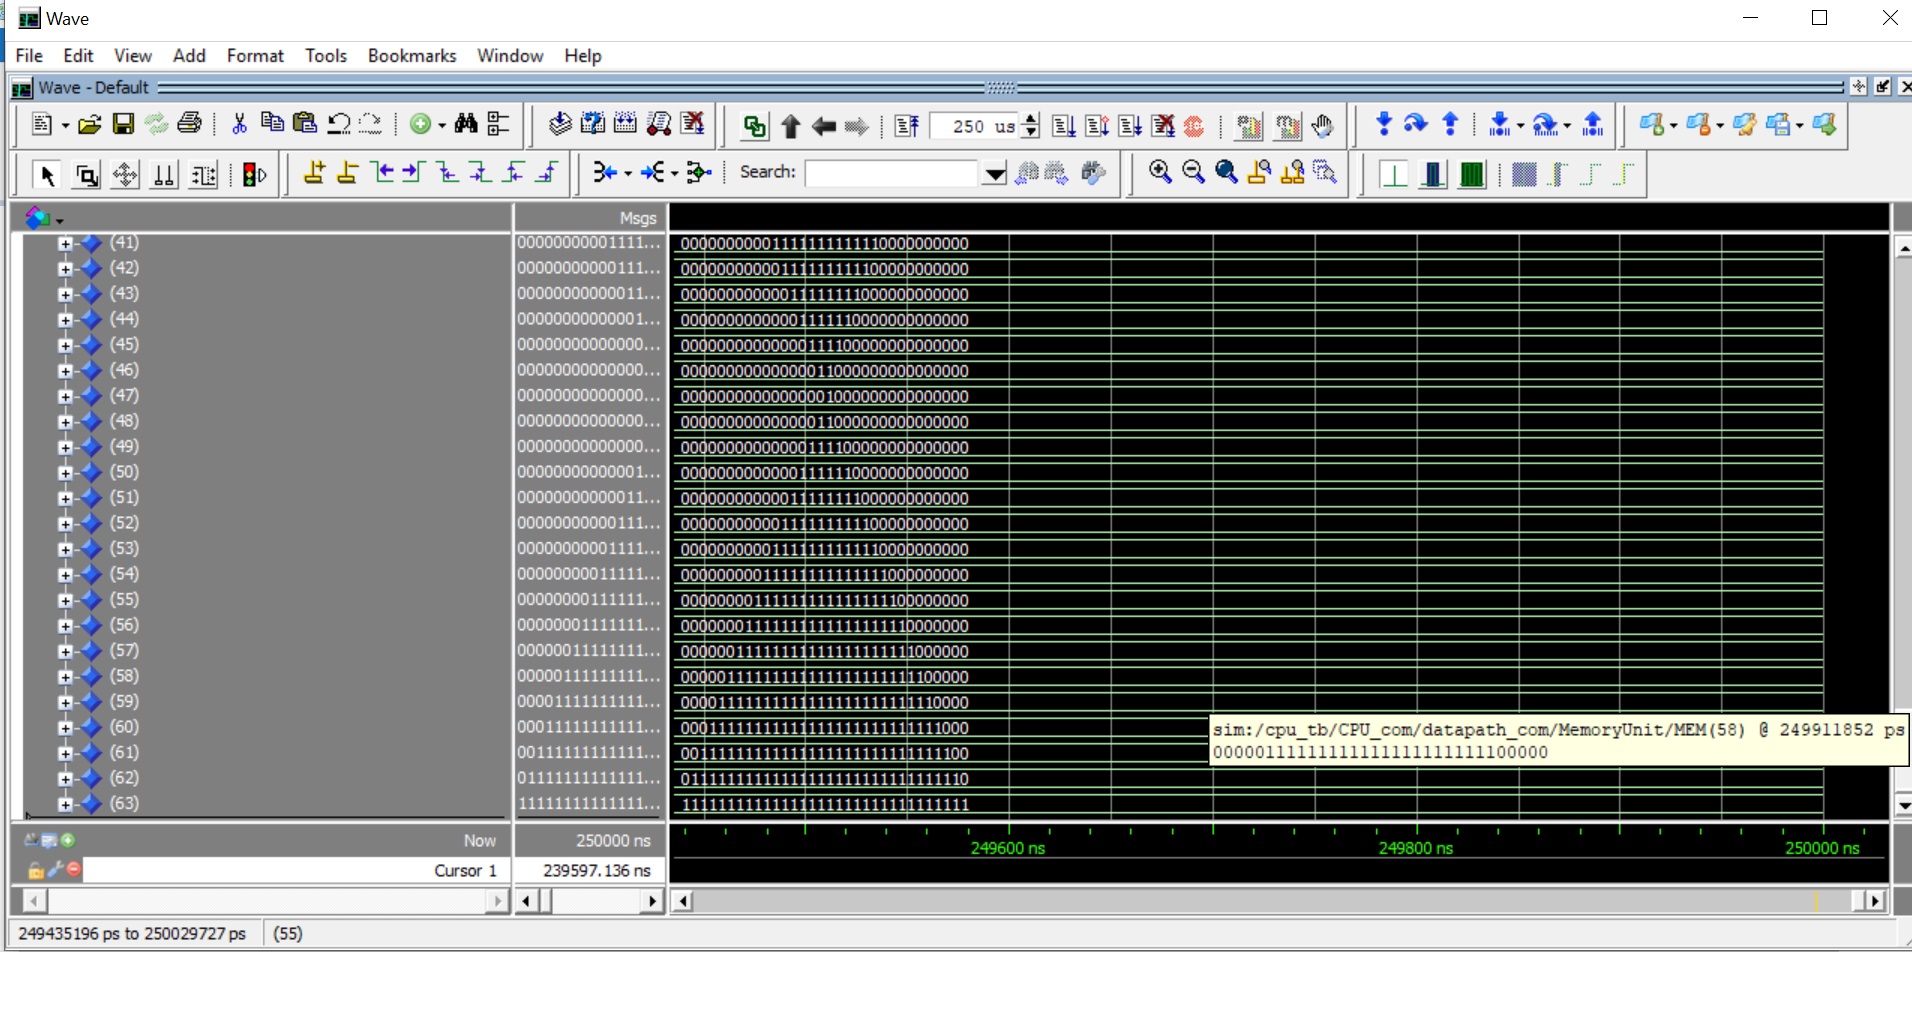 Wave
File Edit View Add Format Tools Bookmarks Window Help
Wave - Default
250 us
Search:
Msgs
(41) 00000000001111... 00000000001111111111110000000000
(42) 00000000000111... 00000000000111111111100000000000
(43) 00000000000011... 00000000000011111111000000000000
(44) 00000000000001... 00000000000001111110000000000000
(45) 00000000000000... 00000000000000111100000000000000
(46) 00000000000000... 00000000000000011000000000000000
(47) 00000000000000... 00000000000000001000000000000000
(48) 00000000000000... 00000000000000011000000000000000
(49) 00000000000000... 00000000000000111100000000000000
(50) 00000000000001... 00000000000001111110000000000000
(51) 00000000000011... 00000000000011111111000000000000
(52) 00000000000111... 00000000000111111111100000000000
(53) 00000000001111... 00000000001111111111110000000000
(54) 00000000011111... 00000000011111111111111000000000
(55) 00000000111111... 00000000111111111111111100000000
(56) 00000001111111... 00000001111111111111111110000000
(57) 00000011111111... 00000011111111111111111111000000
(58) 00000111111111... 00000111111111111111111111100000
(59) 00001111111111... 00001111111111111111111111110000
(60) 00011111111111... 00011111111111111111111111111000
(61) 00111111111111... 00111111111111111111111111111100
(62) 01111111111111... 01111111111111111111111111111110
(63) 11111111111111... 11111111111111111111111111111111
sim:/cpu_tb/CPU_com/datapath_com/MemoryUnit/MEM(58) @ 249911852 ps
00000111111111111111111111100000
Now 250000 ns
249600 ns 249800 ns 250000 ns
Cursor 1 239597.136 ns
249435196 ps to 250029727 ps (55)